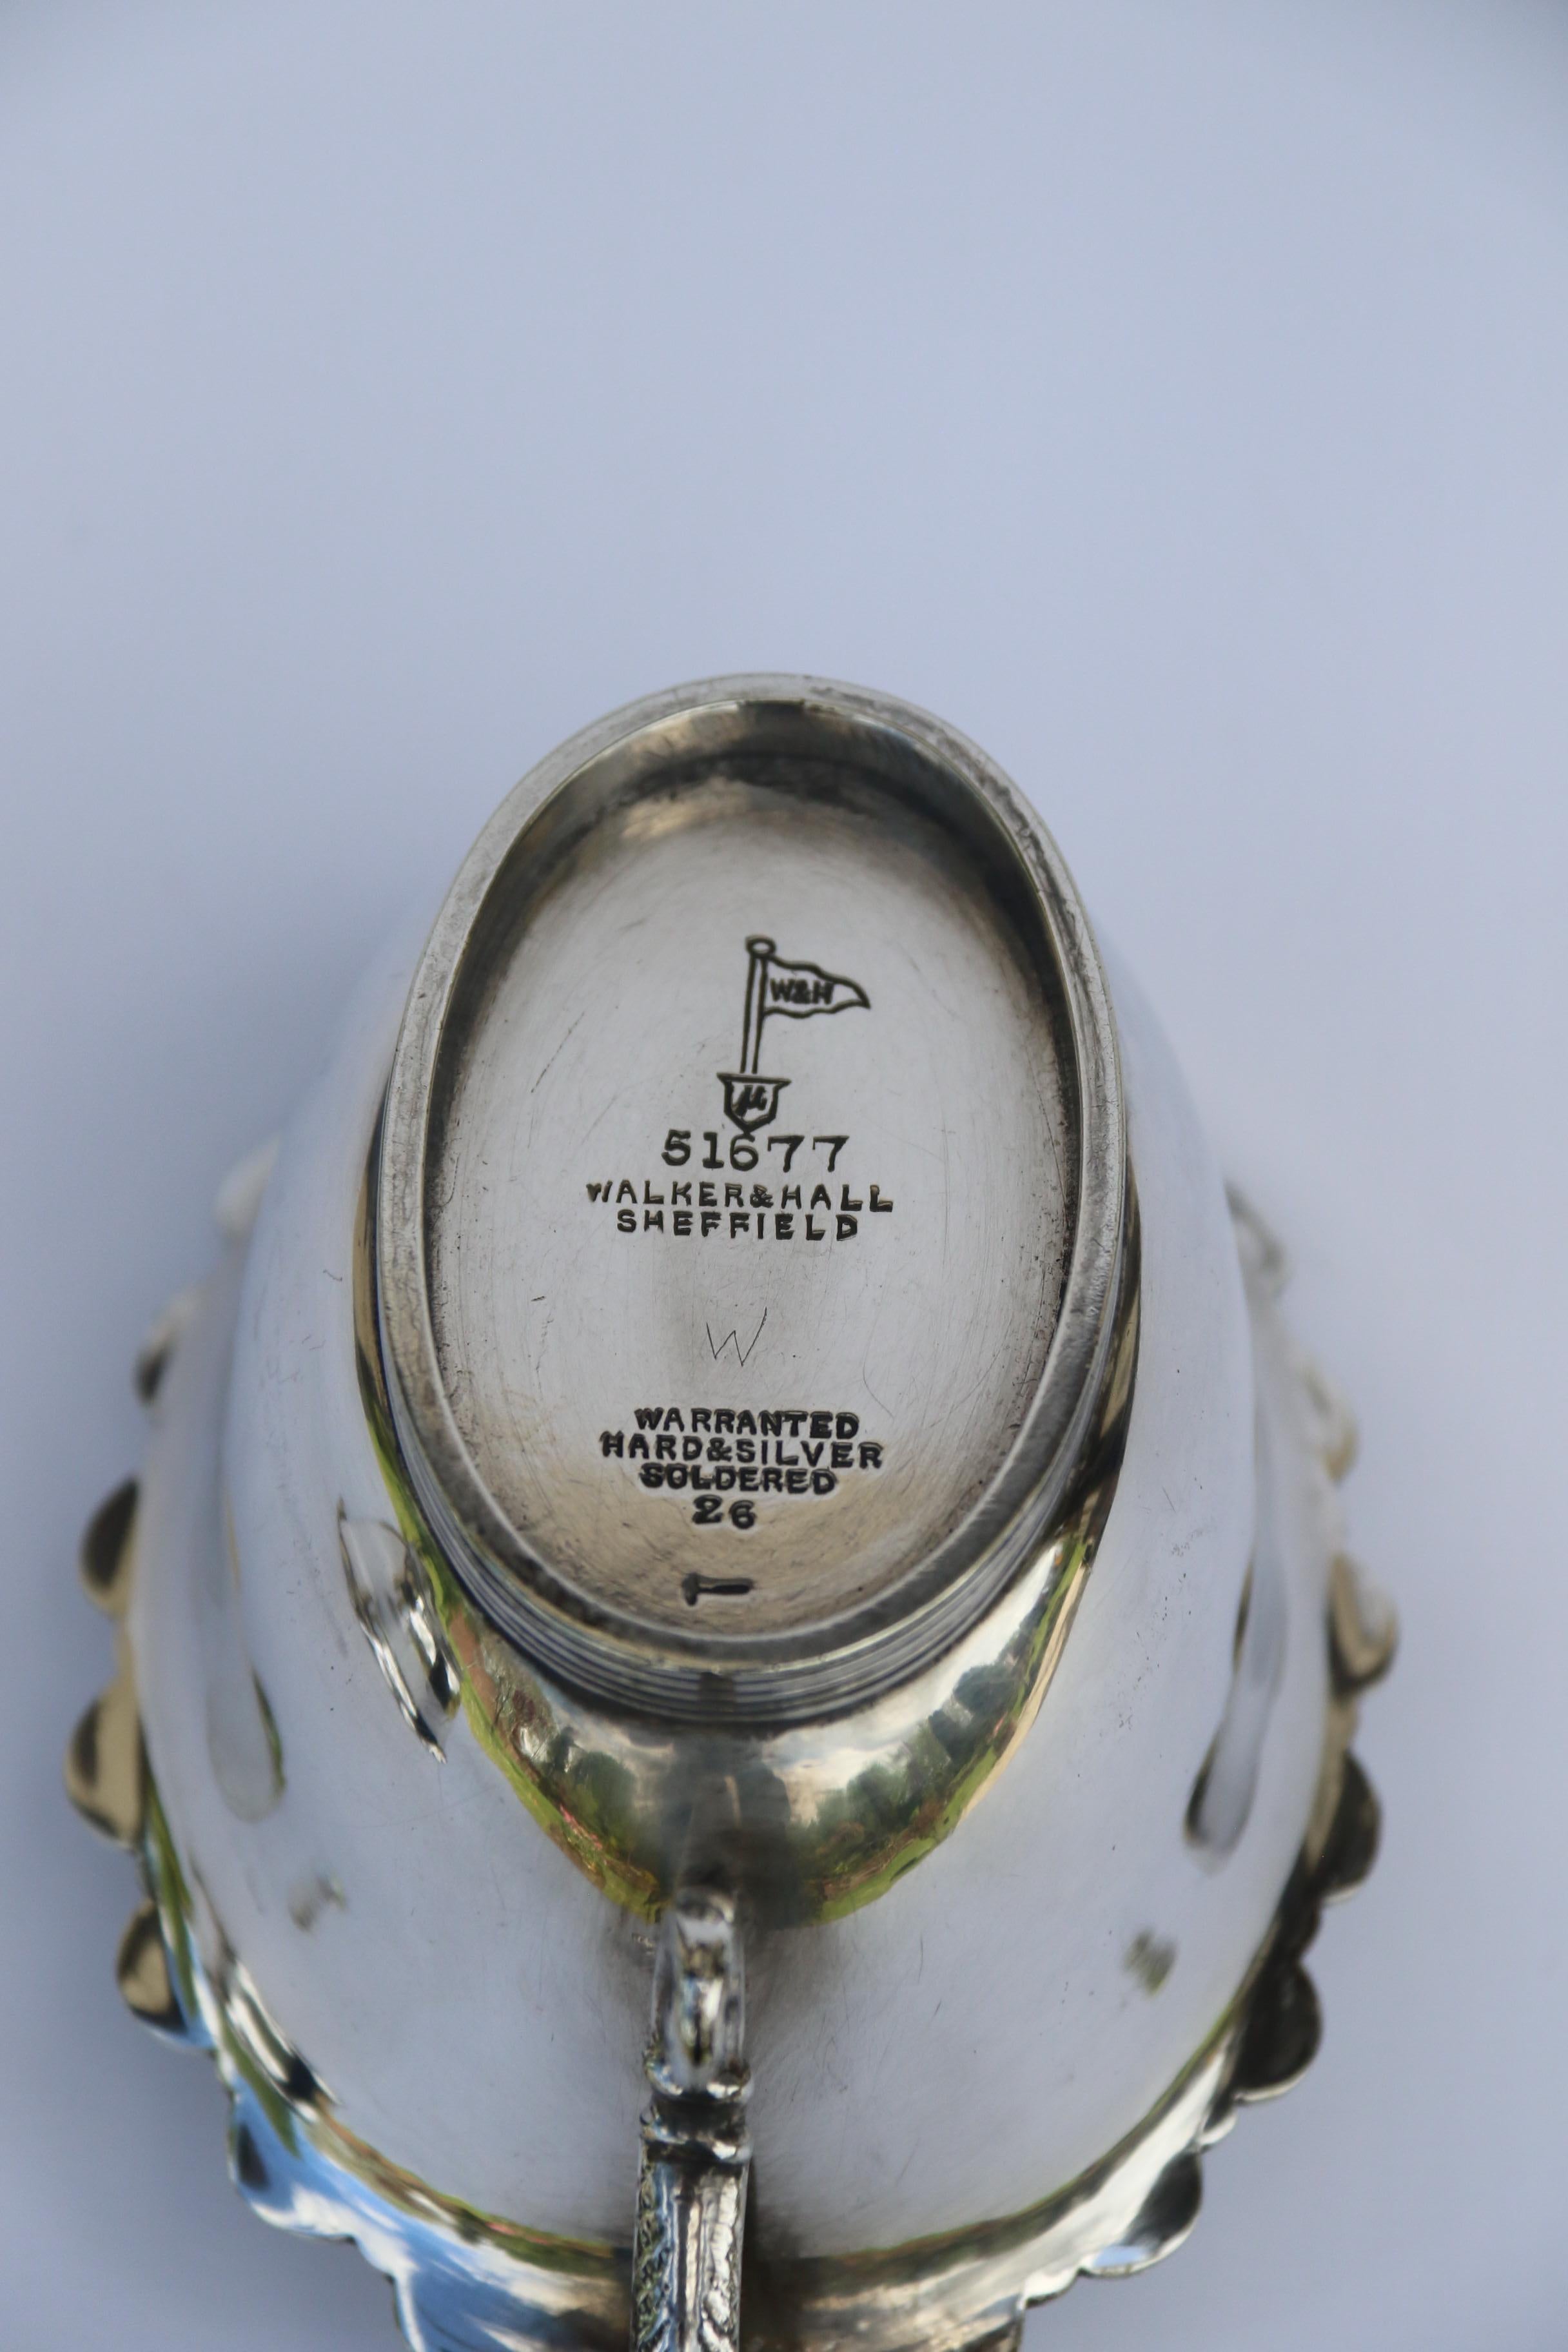 W&H
µ
51677
WALKER&HALL
SHEFFIELD
W
WARRANTED
HARD&SILVER
SOLDERED
26